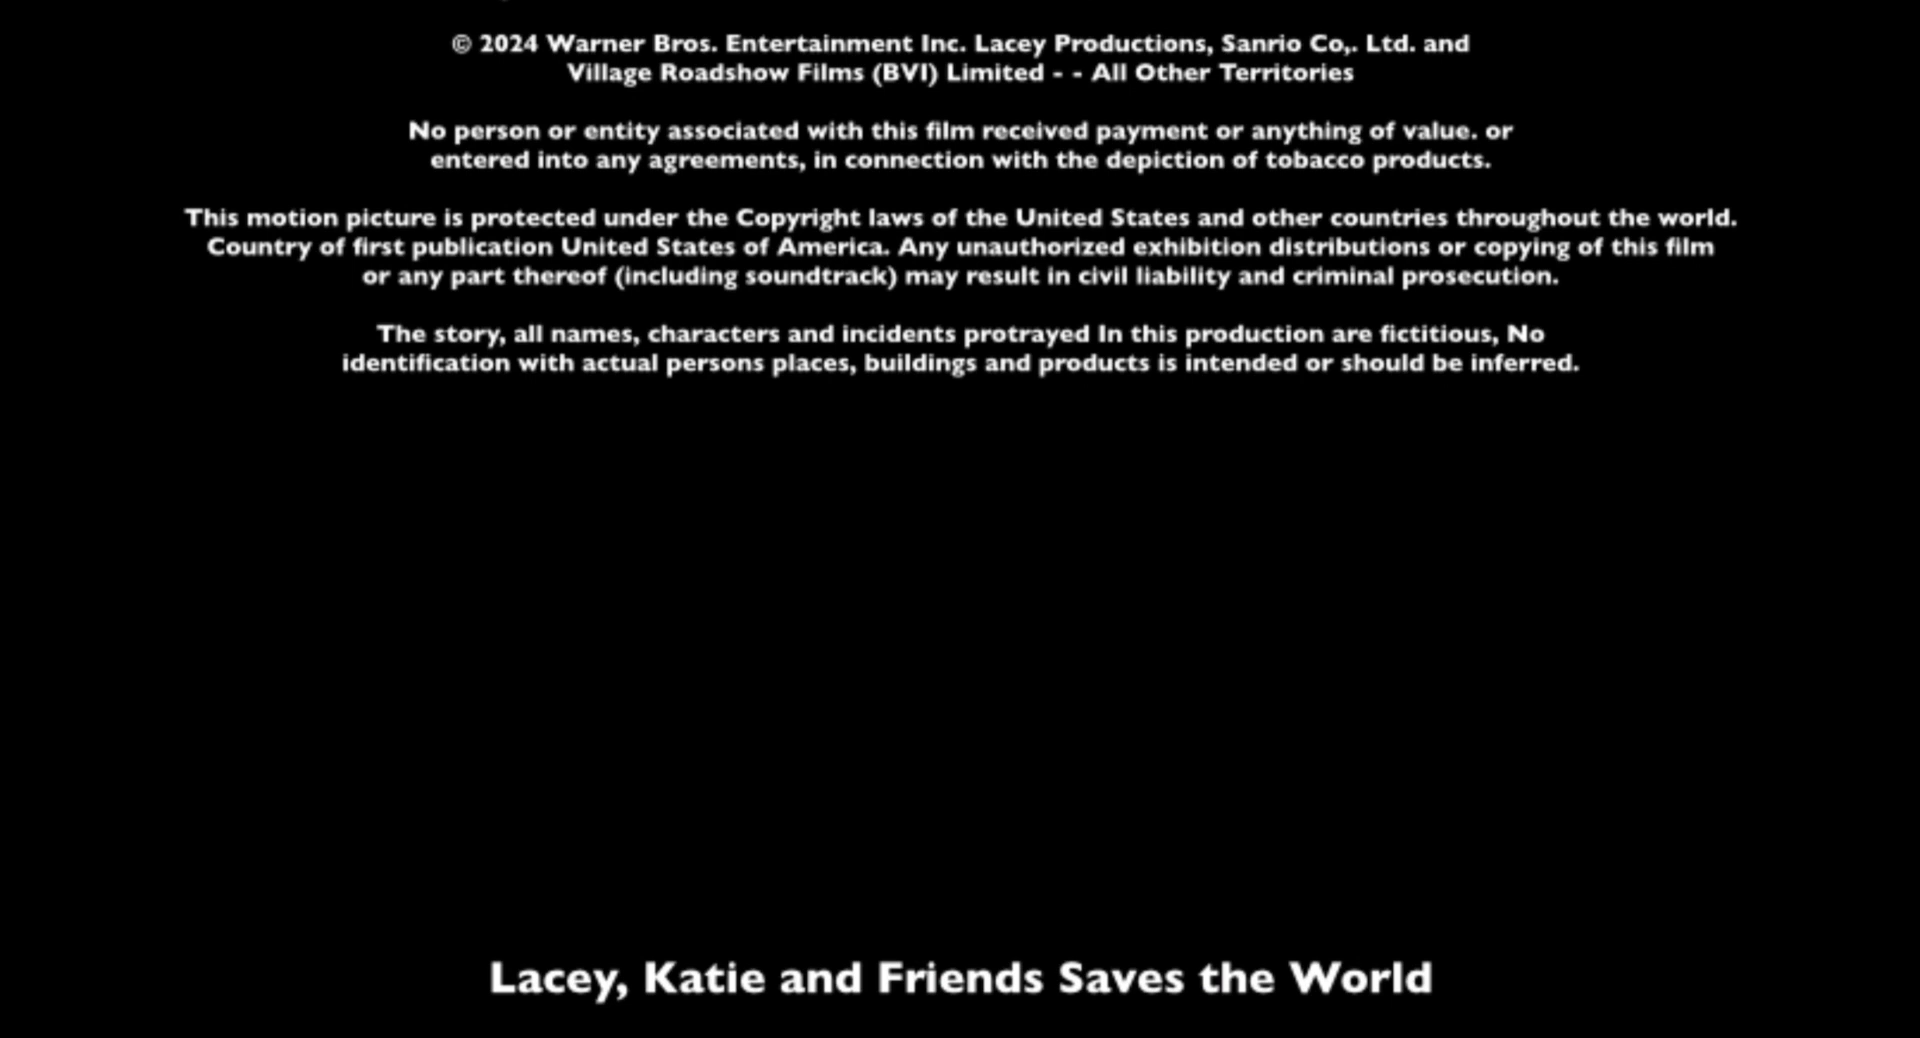 © 2024 Warner Bros. Entertainment Inc. Lacey Productions, Sanrio Co,. Ltd. and
Village Roadshow Films (BVI) Limited - - All Other Territories
No person or entity associated with this film received payment or anything of value. or
entered into any agreements, in connection with the depiction of tobacco products.
This motion picture is protected under the Copyright laws of the United States and other countries throughout the world.
Country of first publication United States of America. Any unauthorized exhibition distributions or copying of this film
or any part thereof (including soundtrack) may result in civil liability and criminal prosecution.
The story, all names, characters and incidents protrayed In this production are fictitious, No
identification with actual persons places, buildings and products is intended or should be inferred.
Lacey, Katie and Friends Saves the World